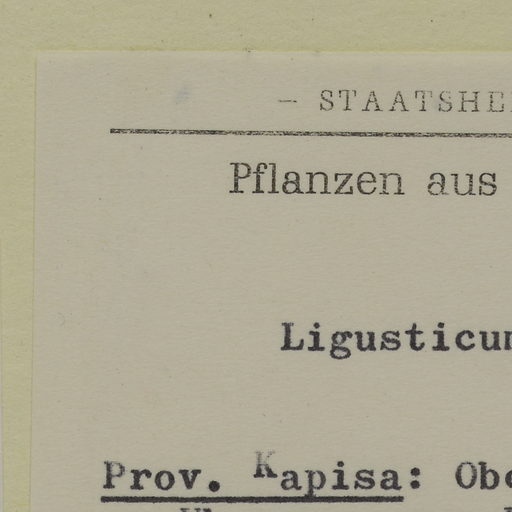 – STAATSHE
Pflanzen aus
Ligusticu
Prov. Kapisa: Ob